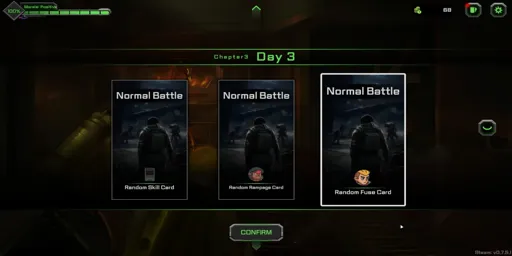 100%
88
Chapter3 Day 3
Normal Battle
Random Skill Card
Normal Battle
Random Rampage Card
Normal Battle
Random Fuse Card
CONFIRM